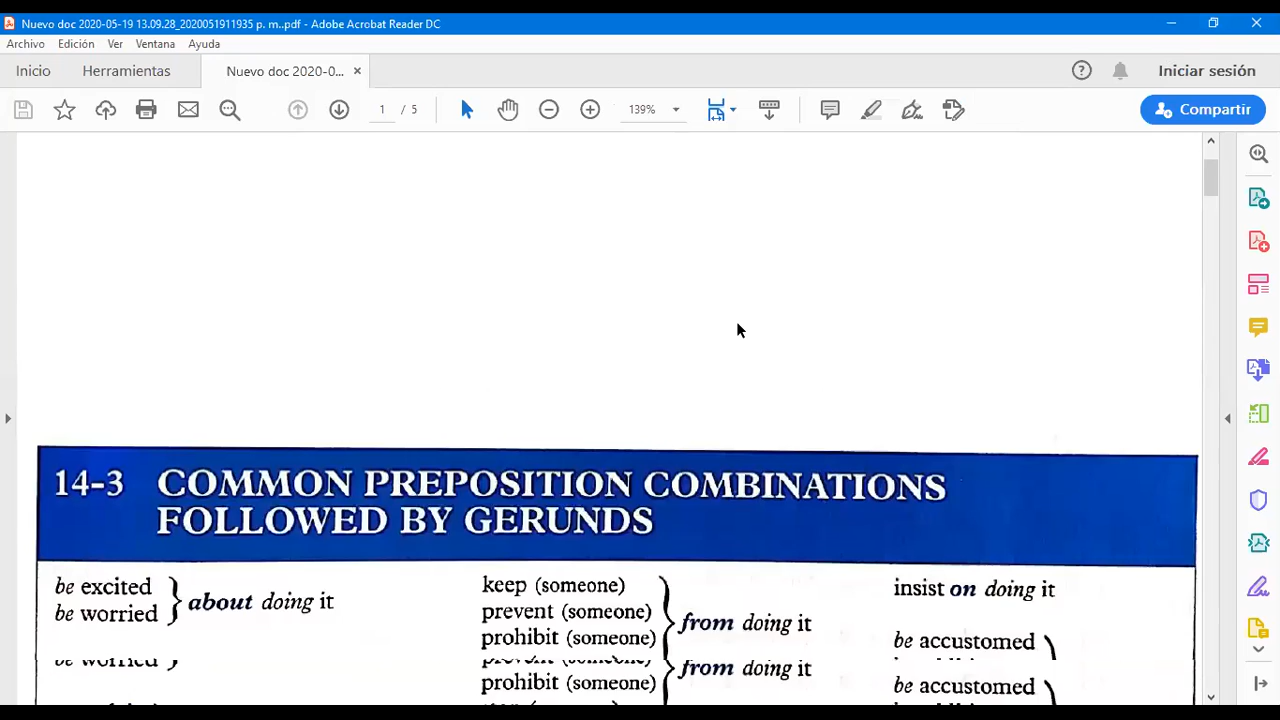 Nuevo doc 2020-05-19 13.09.28_2020051911935 p. m..pdf - Adobe Acrobat Reader DC
Archivo Edición Ver Ventana Ayuda
Inicio Herramientas Nuevo doc 2020-0... Iniciar sesión
1 / 5 139% Compartir
14-3 COMMON PREPOSITION COMBINATIONS
FOLLOWED BY GERUNDS
be excited
be worried
about doing it
keep (someone)
prevent (someone)
prohibit (someone)
from doing it
insist on doing it
be accustomed
be worried
prevent (someone)
prohibit (someone)
from doing it
be accustomed